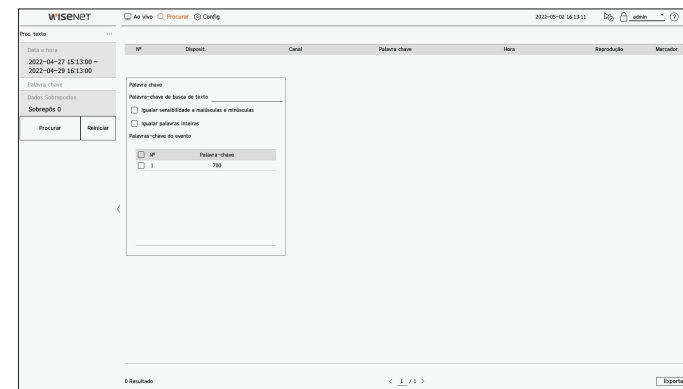 WISENET
Ao vivo Procurar Config 2022-05-02 16:13:11 admin
Proc. texto ...
Nº Disposit. Canal Palavra chave Hora Reprodução Marcador
Data e hora
2022-04-27 15:13:00 ~
2022-04-29 16:13:00
Palavra chave
Dados Sobrepostos
Sobrepôs 0
Procurar Reiniciar
Palavra chave
Palavra-chave de busca de texto
Igualar sensibilidade a maiúsculas e minúsculas
Igualar palavras inteiras
Palavras-chave do evento
Nº Palavra-chave
1 700
0 Resultado < 1 / 1 > Exporta